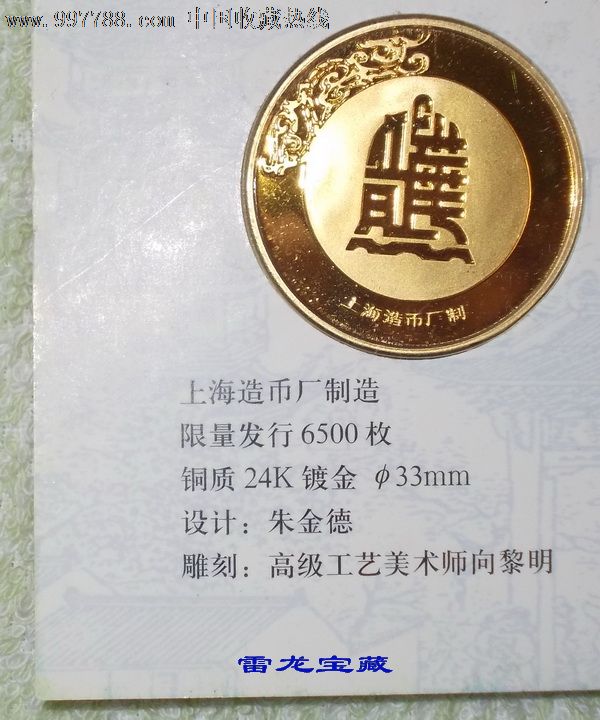 www.997788.com 中国收藏热线
上海造币厂制
上海造币厂制造
限量发行6500枚
铜质24K镀金 φ33mm
设计：朱金德
雕刻：高级工艺美术师向黎明
雷龙宝藏